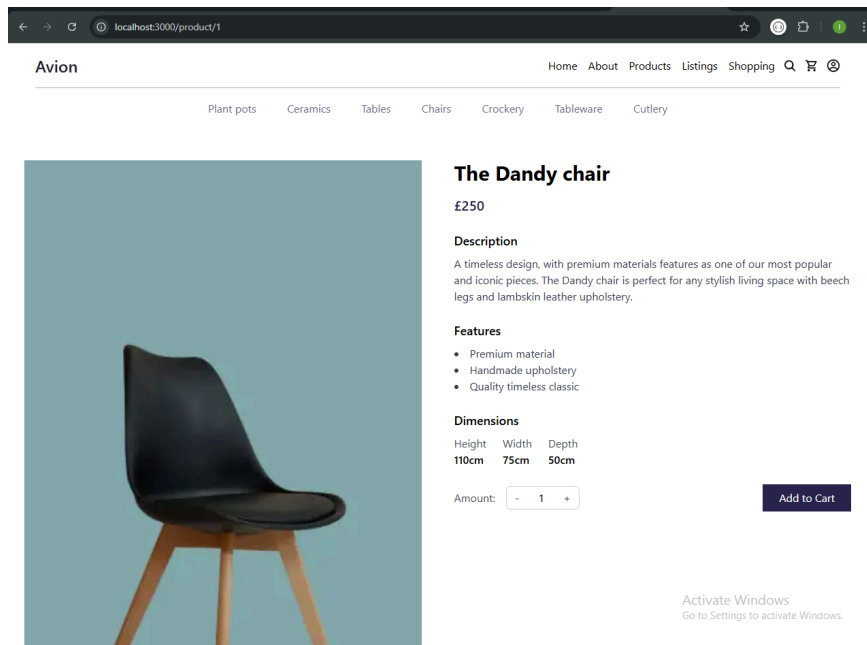 localhost:3000/product/1
Avion
Home About Products Listings Shopping
Plant pots Ceramics Tables Chairs Crockery Tableware Cutlery
The Dandy chair
£250
Description
A timeless design, with premium materials features as one of our most popular
and iconic pieces. The Dandy chair is perfect for any stylish living space with beech
legs and lambskin leather upholstery.
Features
Premium material
Handmade upholstery
Quality timeless classic
Dimensions
Height Width Depth
110cm 75cm 50cm
Amount: - 1 + Add to Cart
Activate Windows
Go to Settings to activate Windows.